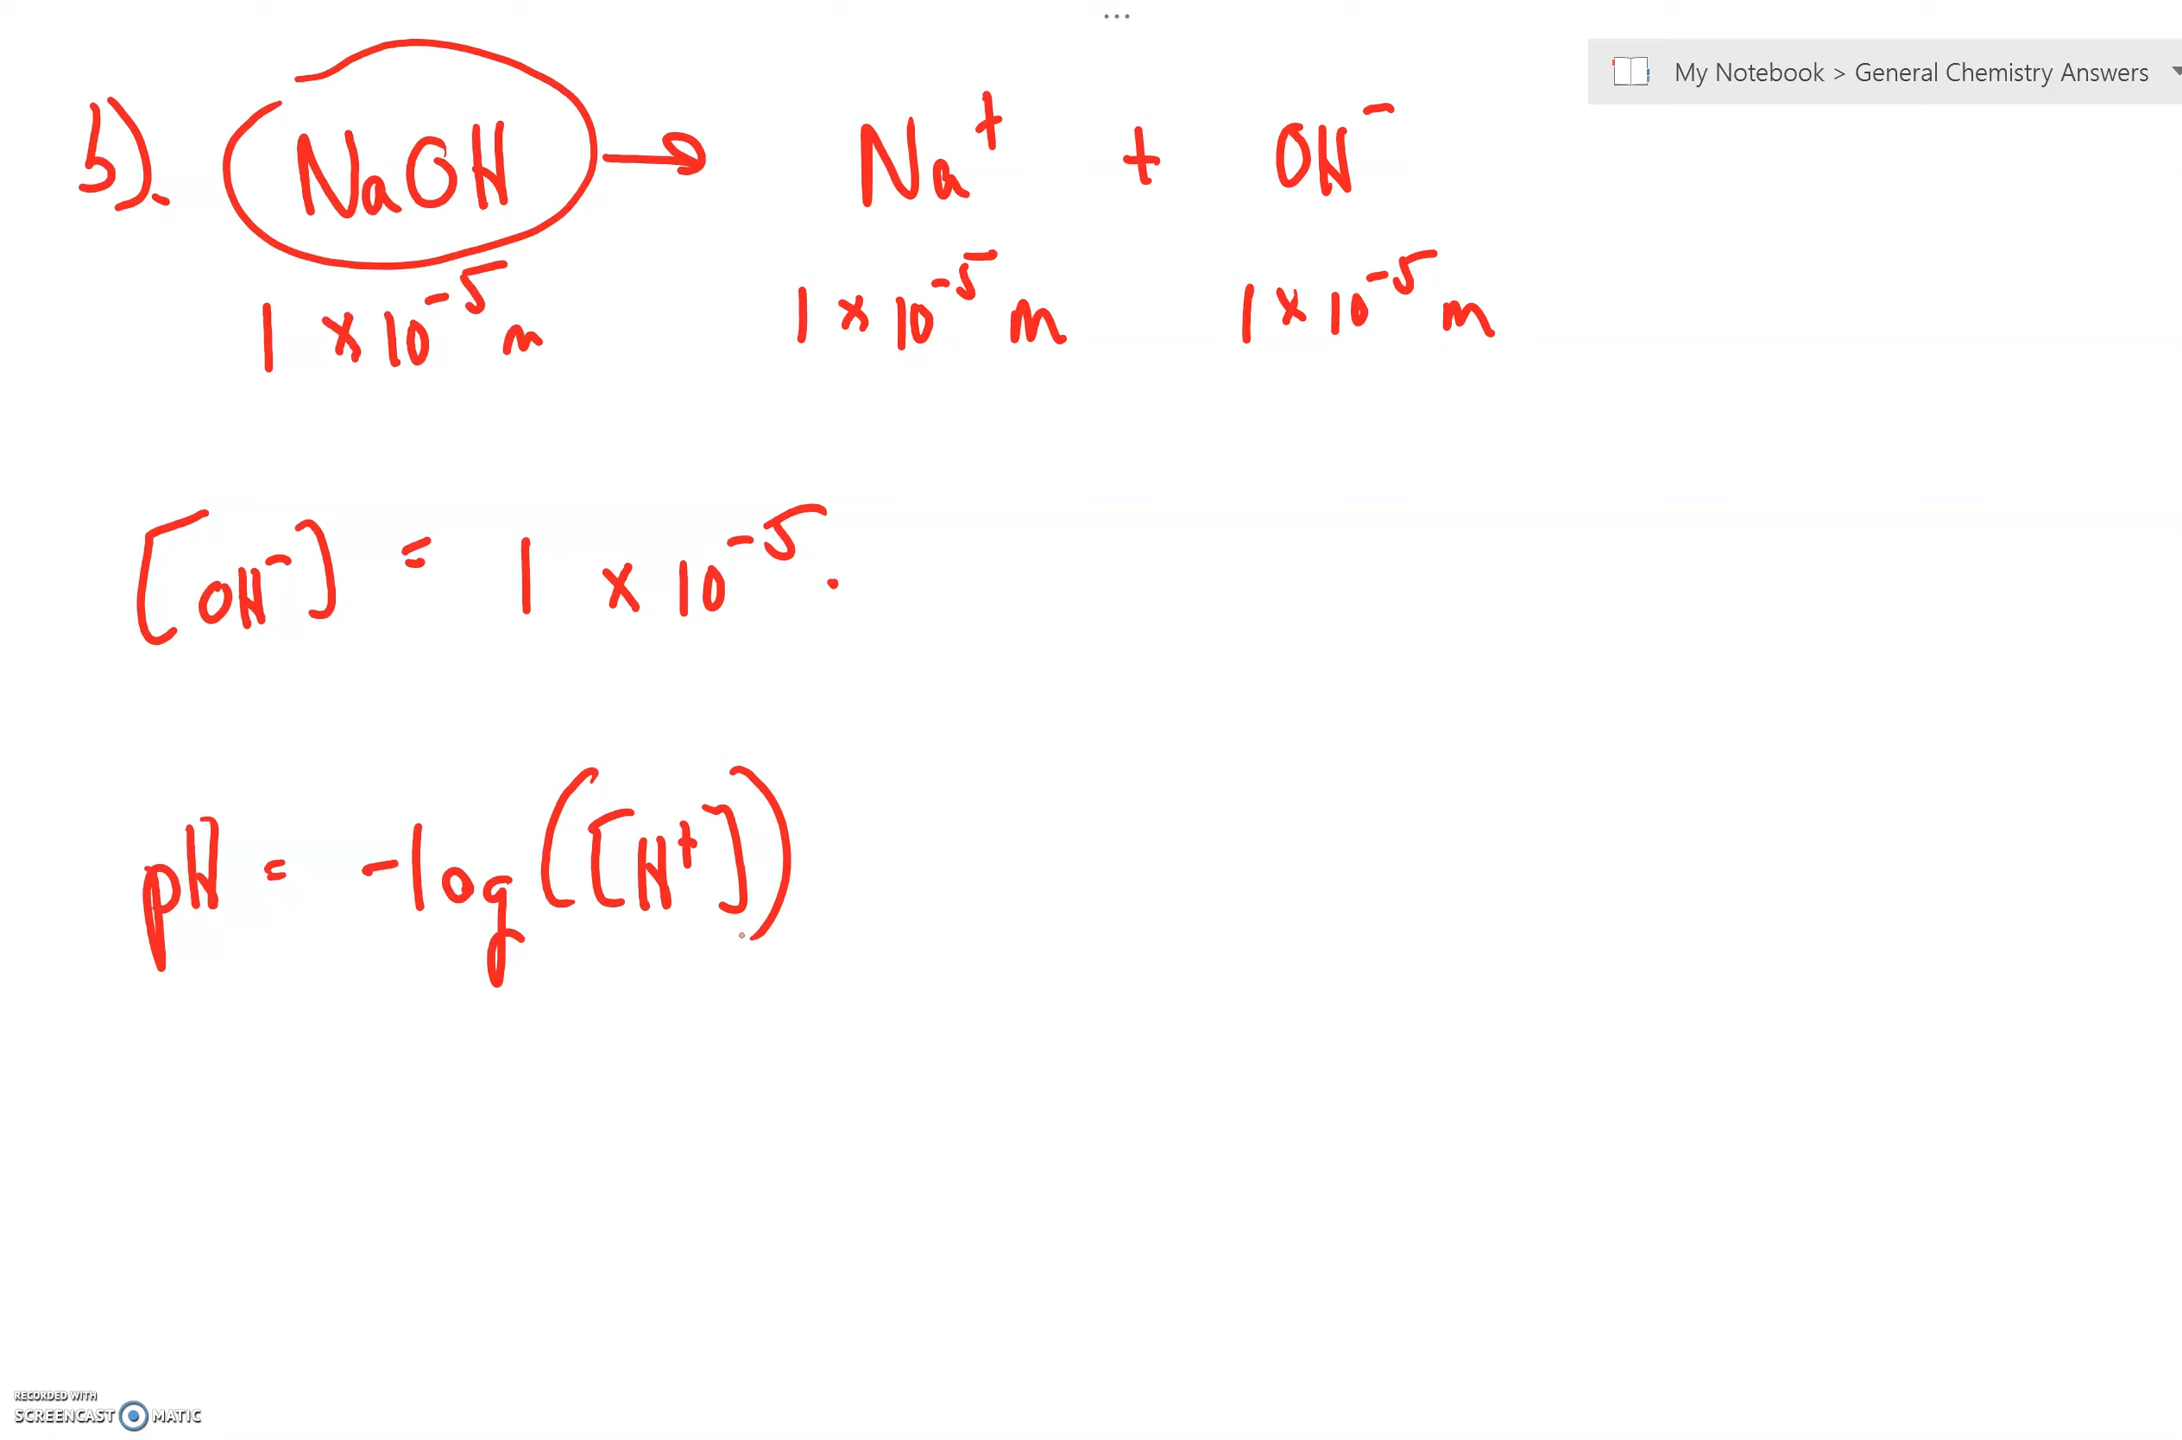 My Notebook > General Chemistry Answers
b). NaOH → Na⁺ + OH⁻
1 × 10⁻⁵ m 1 × 10⁻⁵ m 1 × 10⁻⁵ m
[OH⁻] = 1 × 10⁻⁵.
pH = -log([H⁺])
RECORDED WITH
SCREENCAST MATIC